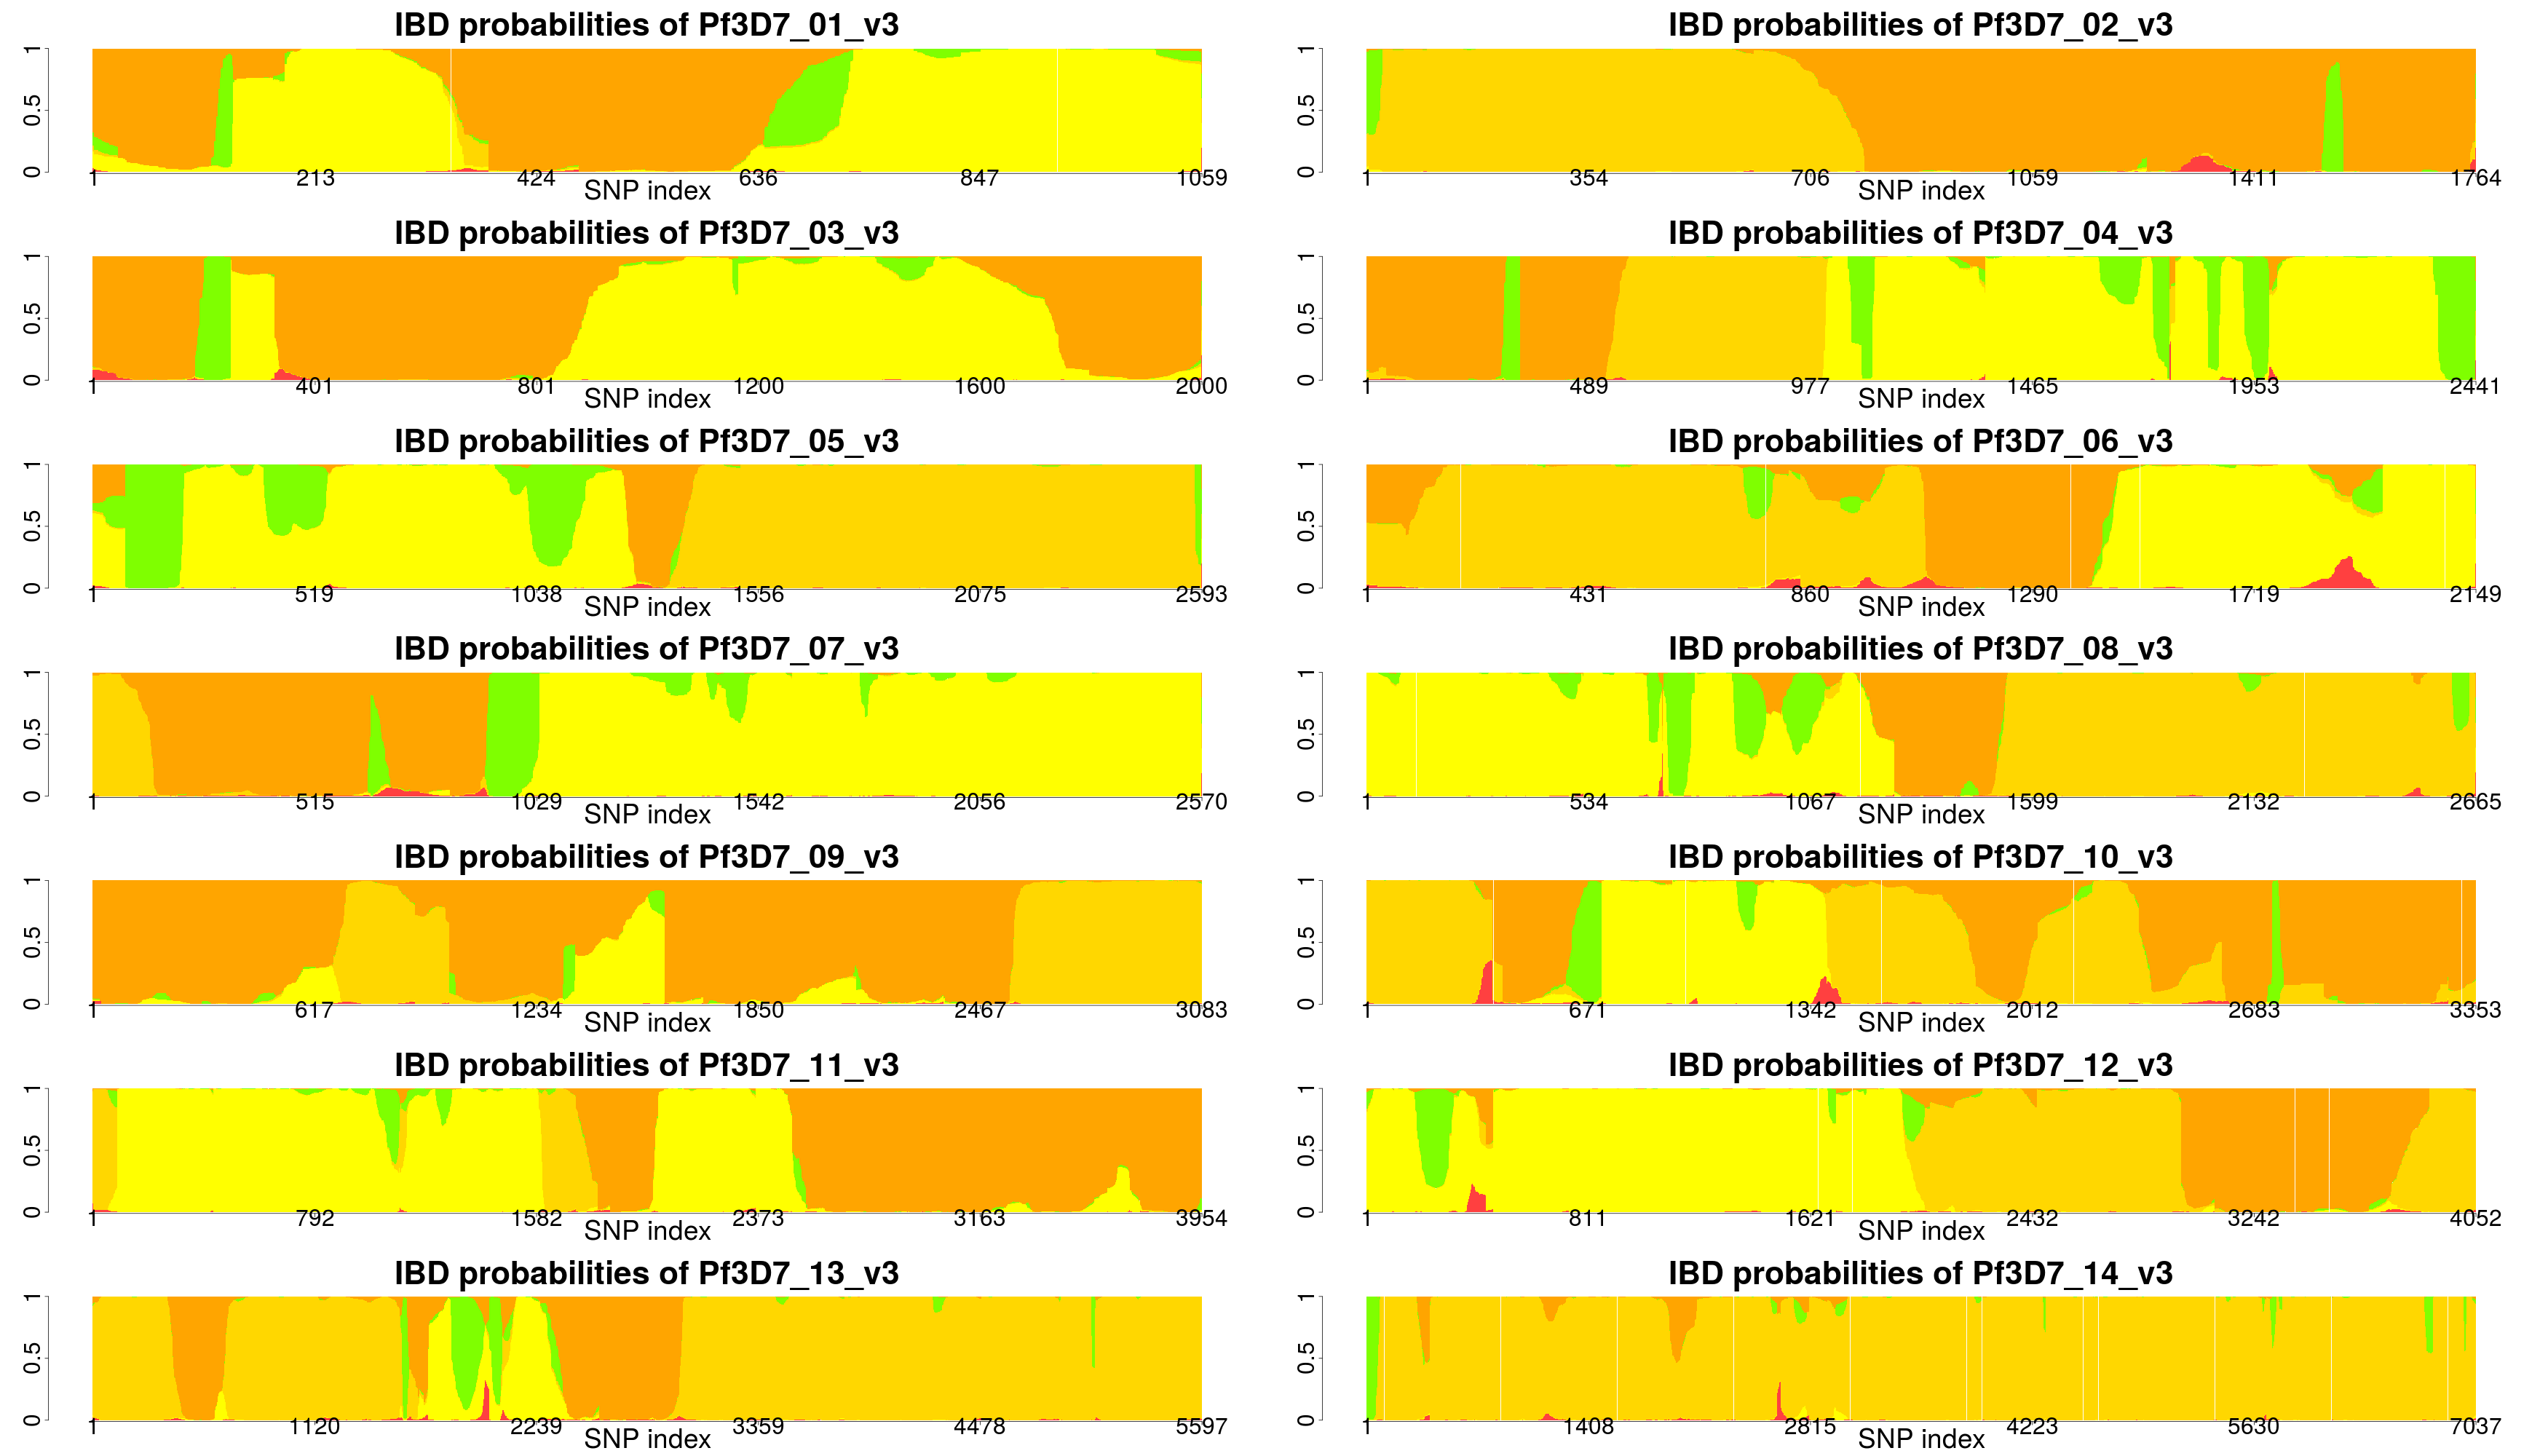 IBD probabilities of Pf3D7_01_v3
0 0.5 1
1 213 424 636 847 1059
SNP index
IBD probabilities of Pf3D7_02_v3
0 0.5 1
1 354 706 1059 1411 1764
SNP index
IBD probabilities of Pf3D7_03_v3
0 0.5 1
1 401 801 1200 1600 2000
SNP index
IBD probabilities of Pf3D7_04_v3
0 0.5 1
1 489 977 1465 1953 2441
SNP index
IBD probabilities of Pf3D7_05_v3
0 0.5 1
1 519 1038 1556 2075 2593
SNP index
IBD probabilities of Pf3D7_06_v3
0 0.5 1
1 431 860 1290 1719 2149
SNP index
IBD probabilities of Pf3D7_07_v3
0 0.5 1
1 515 1029 1542 2056 2570
SNP index
IBD probabilities of Pf3D7_08_v3
0 0.5 1
1 534 1067 1599 2132 2665
SNP index
IBD probabilities of Pf3D7_09_v3
0 0.5 1
1 617 1234 1850 2467 3083
SNP index
IBD probabilities of Pf3D7_10_v3
0 0.5 1
1 671 1342 2012 2683 3353
SNP index
IBD probabilities of Pf3D7_11_v3
0 0.5 1
1 792 1582 2373 3163 3954
SNP index
IBD probabilities of Pf3D7_12_v3
0 0.5 1
1 811 1621 2432 3242 4052
SNP index
IBD probabilities of Pf3D7_13_v3
0 0.5 1
1 1120 2239 3359 4478 5597
SNP index
IBD probabilities of Pf3D7_14_v3
0 0.5 1
1 1408 2815 4223 5630 7037
SNP index